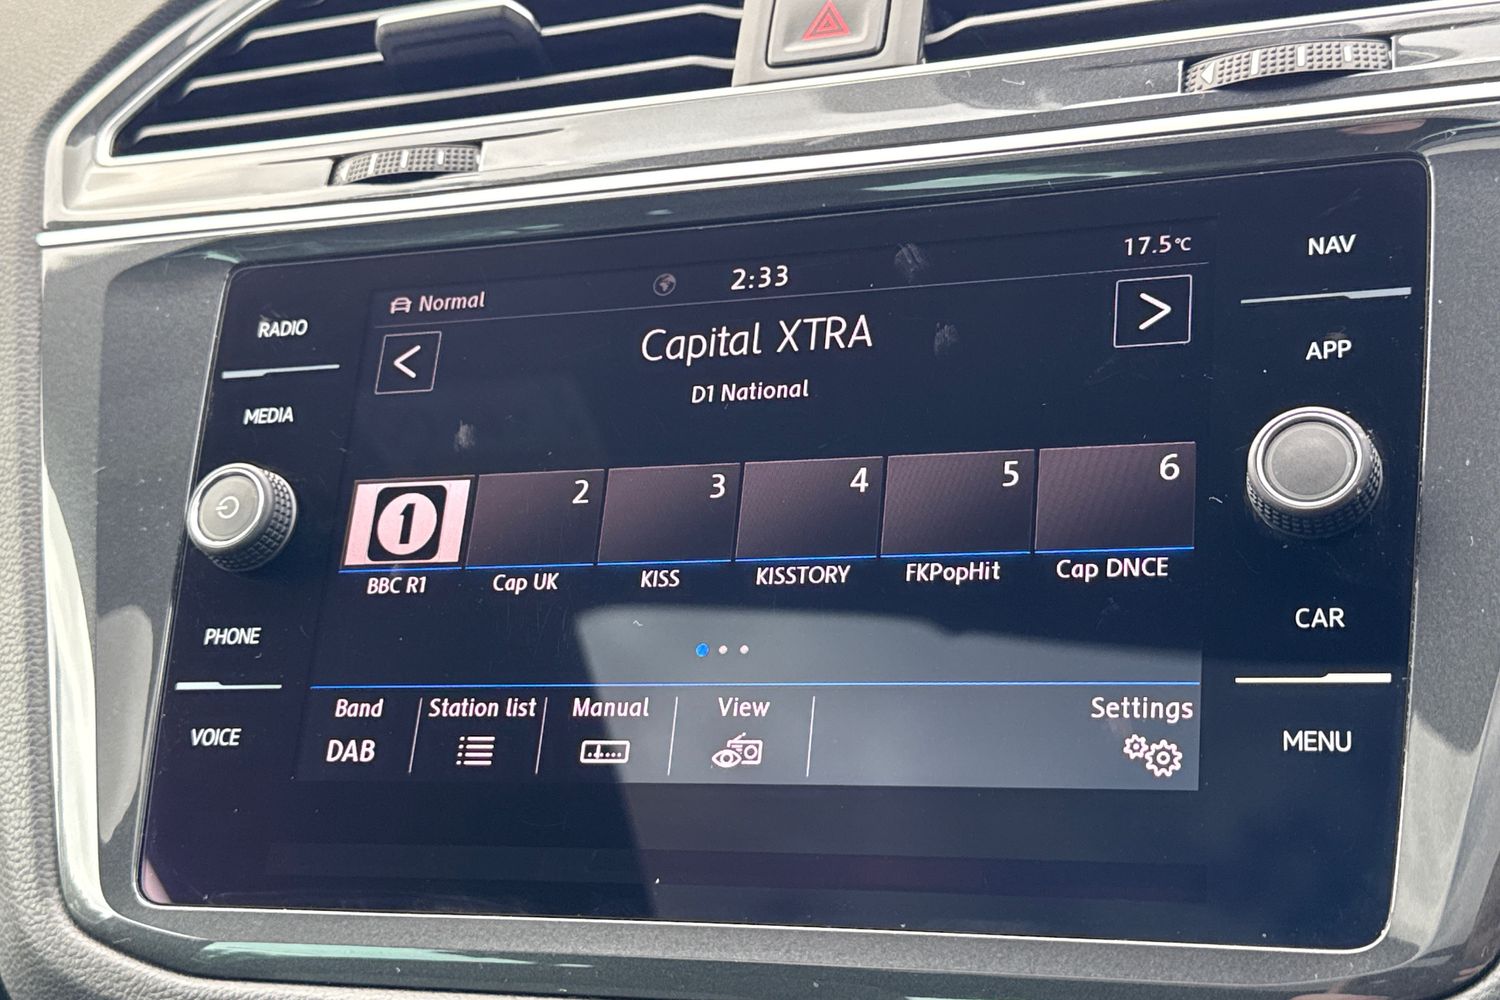 NAV
17.5°C
2:33
Normal
RADIO
Capital XTRA
APP
D1 National
MEDIA
1
2
3
4
5
6
BBC R1
Cap UK
KISS
KISSTORY
FKPopHit
Cap DNCE
CAR
PHONE
Band
Station list
Manual
View
Settings
DAB
VOICE
MENU